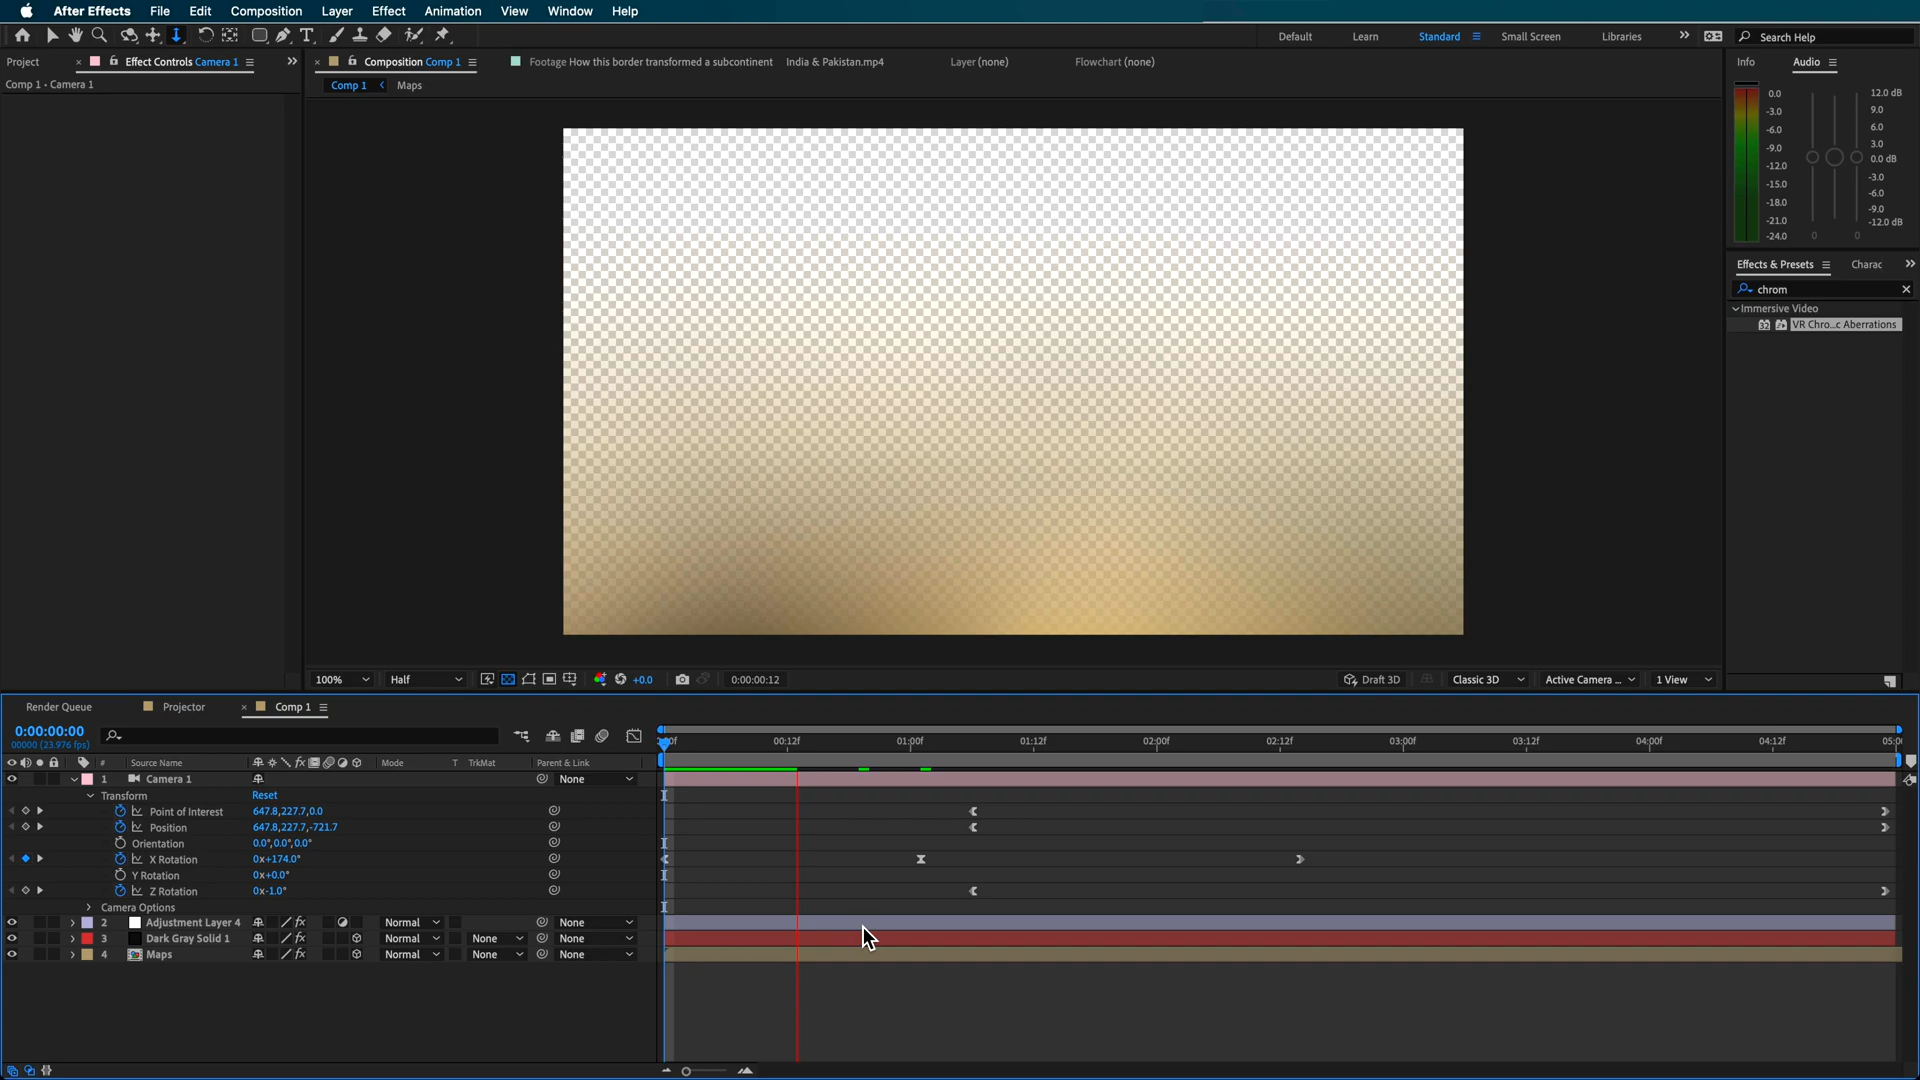 After Effects File Edit Composition Layer Effect Animation View Window Help
Default Learn Standard Small Screen Libraries Search Help
Project Effect Controls Camera 1
Composition Comp 1 Footage How this border transformed a subcontinent India & Pakistan.mp4 Layer (none) Flowchart (none)
Info Audio
Comp 1 • Camera 1
Comp 1 Maps
0.0 12.0 dB
-3.0 9.0
-6.0 6.0
-9.0 3.0
-12.0 0.0 dB
-15.0 -3.0
-18.0 -6.0
-21.0 -9.0
-24.0 -12.0 dB
0 0
Effects & Presets Charac
chrom
Immersive Video
VR Chro...c Aberrations
100% Half +0.0 0:00:00:12 Draft 3D Classic 3D Active Camera ... 1 View
Render Queue Projector Comp 1
0:00:00:00
00000 (23.976 fps)
00:12f 01:00f 01:12f 02:00f 02:12f 03:00f 03:12f 04:00f 04:12f 05:0
# Source Name Mode T TrkMat Parent & Link
1 Camera 1 None
Transform Reset
Point of Interest 647.8,227.7,0.0
Position 647.8,227.7,-721.7
Orientation 0.0°,0.0°,0.0°
X Rotation 0x+174.0°
Y Rotation 0x+0.0°
Z Rotation 0x-1.0°
Camera Options
2 Adjustment Layer 4 Normal None
3 Dark Gray Solid 1 Normal None None
4 Maps Normal None None